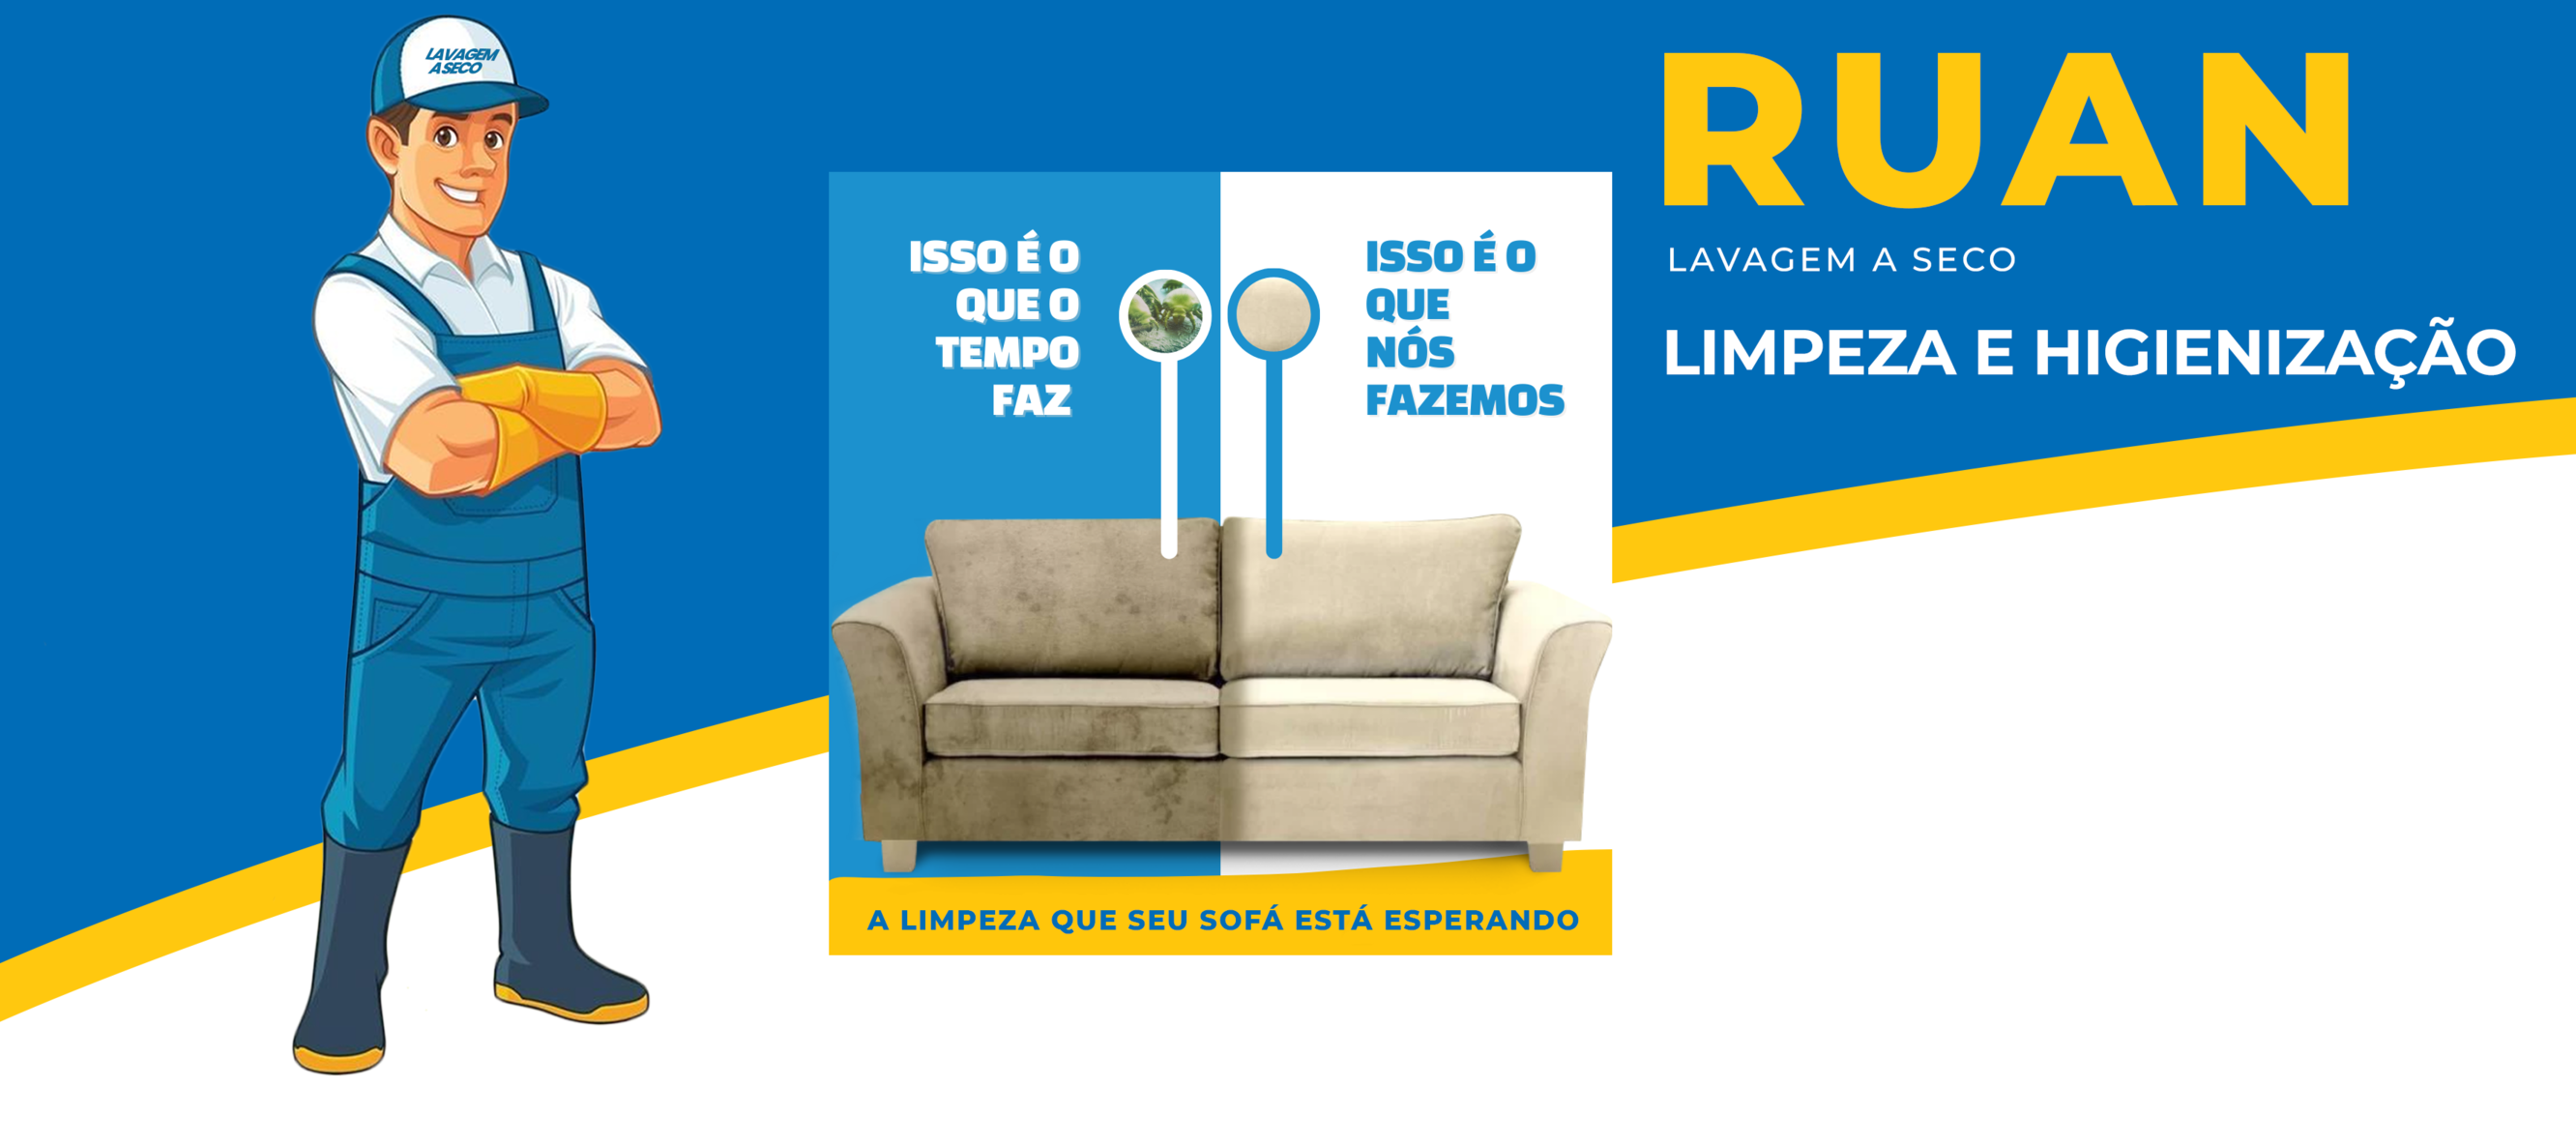 LAVAGEM
A SECO
ISSO É O
QUE O
TEMPO
FAZ
ISSO É O
QUE
NÓS
FAZEMOS
A LIMPEZA QUE SEU SOFÁ ESTÁ ESPERANDO
RUAN
LAVAGEM A SECO
LIMPEZA E HIGIENIZAÇÃO